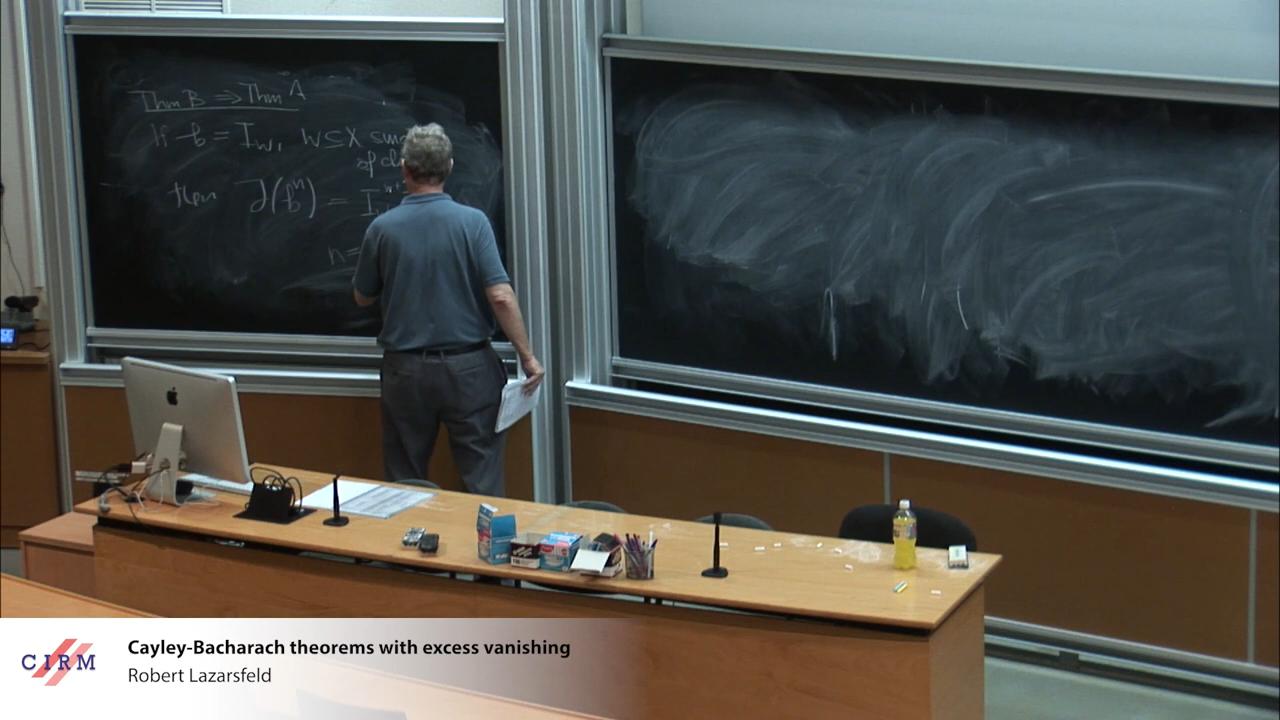 Thm B ⇒ Thm A
If b = I_W, W ⊆ X
then J(b^n) =
n =
CIRM
Cayley-Bacharach theorems with excess vanishing
Robert Lazarsfeld